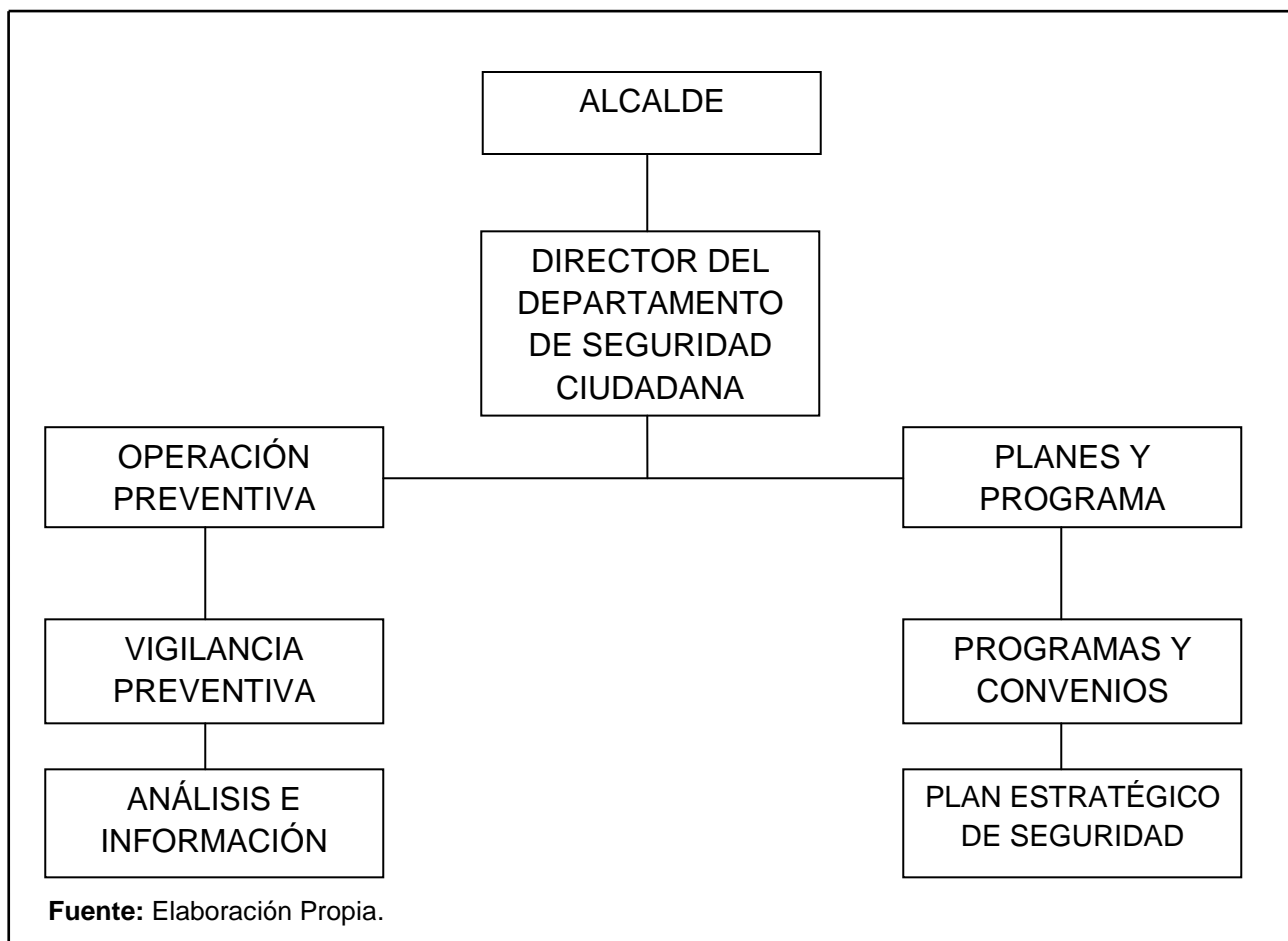 ALCALDE
DIRECTOR DEL
DEPARTAMENTO
DE SEGURIDAD
CIUDADANA
OPERACIÓN
PREVENTIVA
PLANES Y
PROGRAMA
VIGILANCIA
PREVENTIVA
PROGRAMAS Y
CONVENIOS
ANÁLISIS E
INFORMACIÓN
PLAN ESTRATÉGICO
DE SEGURIDAD
Fuente: Elaboración Propia.